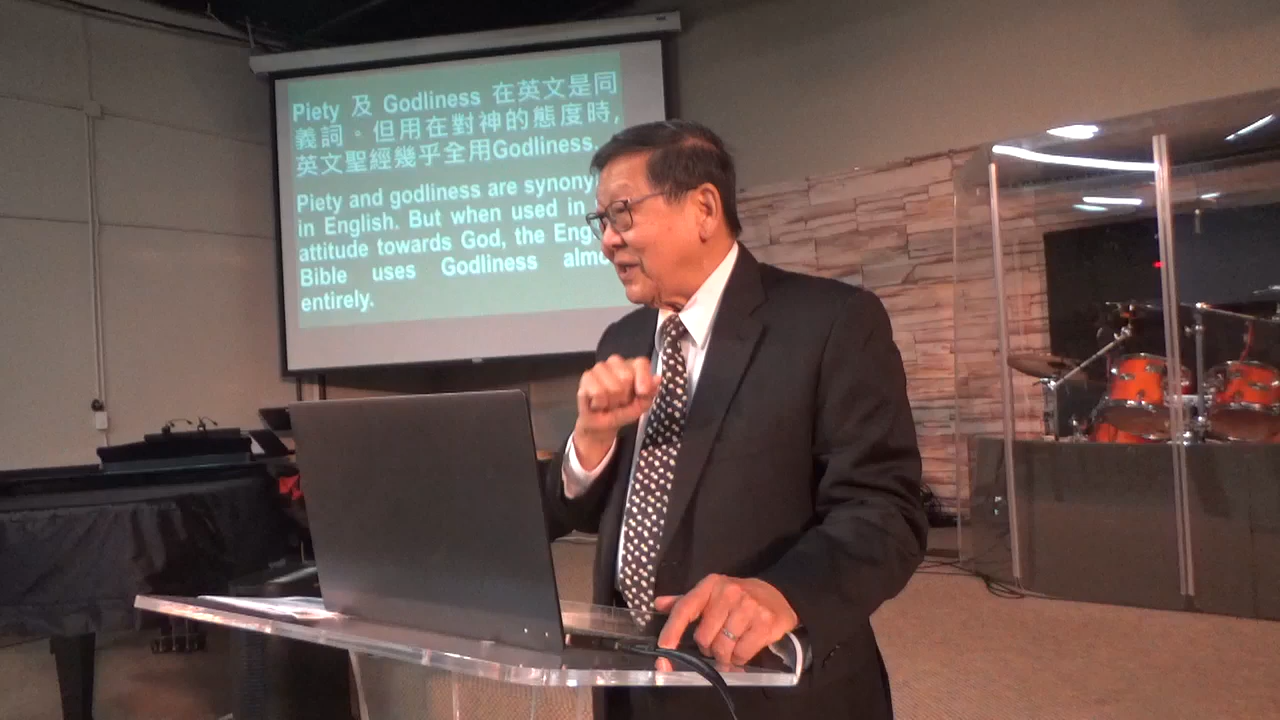 Piety 及 Godliness 在英文是同
義詞。但用在對神的態度時,
英文聖經幾乎全用Godliness.
Piety and godliness are
in English. But when used in
attitude towards God, the
Bible uses Godliness
entirely.